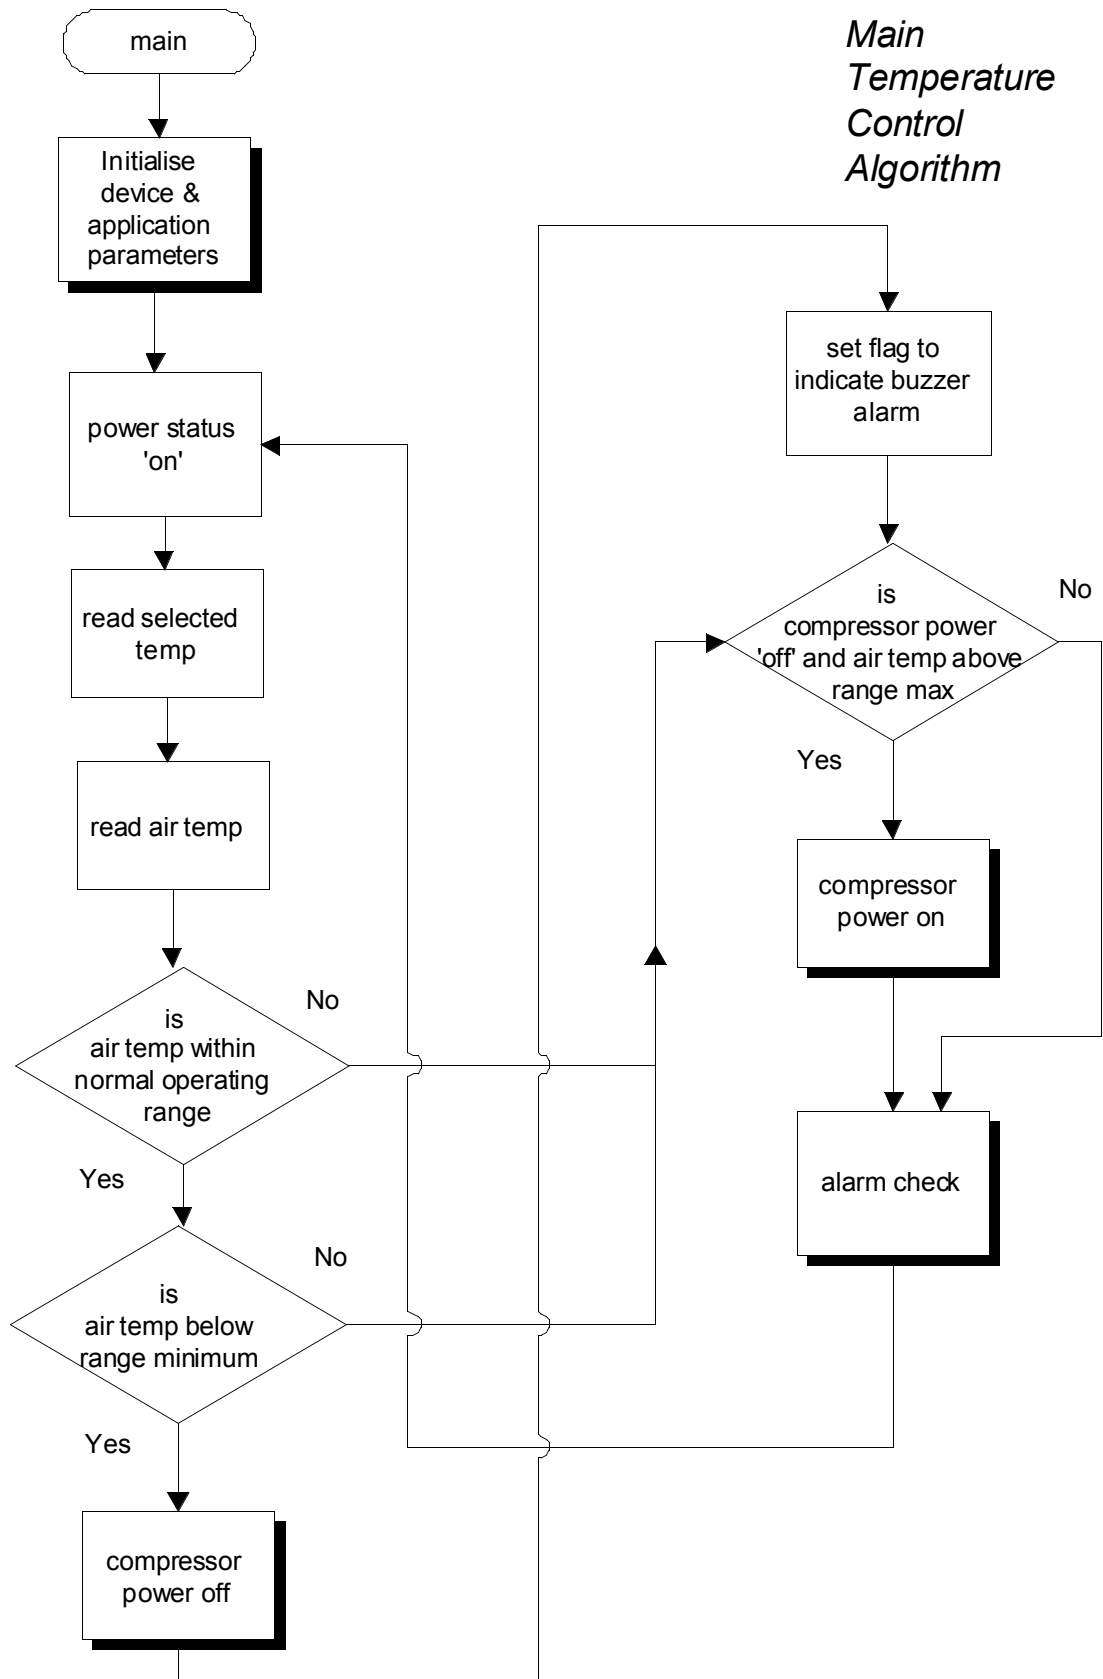 main
Main
Temperature
Control
Algorithm
Initialise
device &
application
parameters
power status
'on'
read selected
temp
read air temp
is
air temp within
normal operating
range
No
Yes
is
air temp below
range minimum
No
Yes
compressor
power off
set flag to
indicate buzzer
alarm
is
compressor power
'off' and air temp above
range max
No
Yes
compressor
power on
alarm check